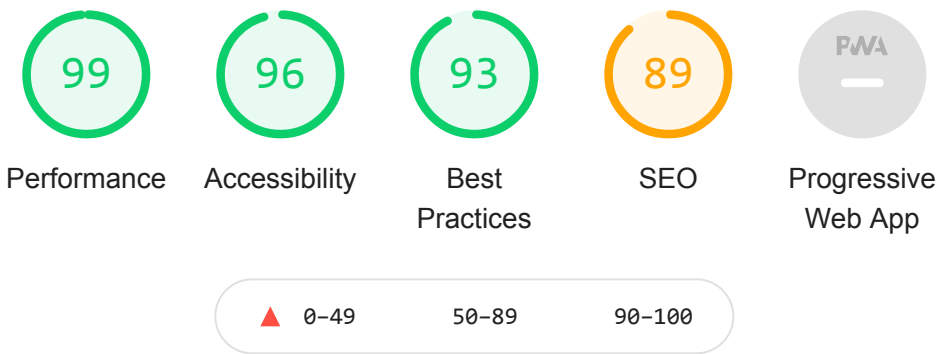 99 96 93 89 PWA
Performance Accessibility Best Practices SEO Progressive Web App
0–49 50–89 90–100